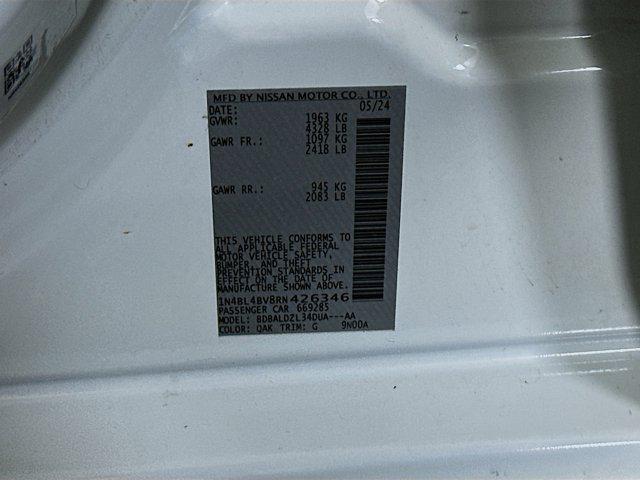 MFD BY NISSAN MOTOR CO., LTD.
DATE: 05/24
GVWR: 1963 KG
4328 LB
GAWR FR.: 1097 KG
2418 LB
GAWR RR.: 945 KG
2083 LB
THIS VEHICLE CONFORMS TO
ALL APPLICABLE FEDERAL
MOTOR VEHICLE SAFETY,
BUMPER, AND THEFT
PREVENTION STANDARDS IN
EFFECT ON THE DATE OF
MANUFACTURE SHOWN ABOVE.
1N4BL4BV8RN426346
PASSENGER CAR 669285
MODEL: BDBALDZL34DUA---AA
COLOR: QAK TRIM: G 9N0DA